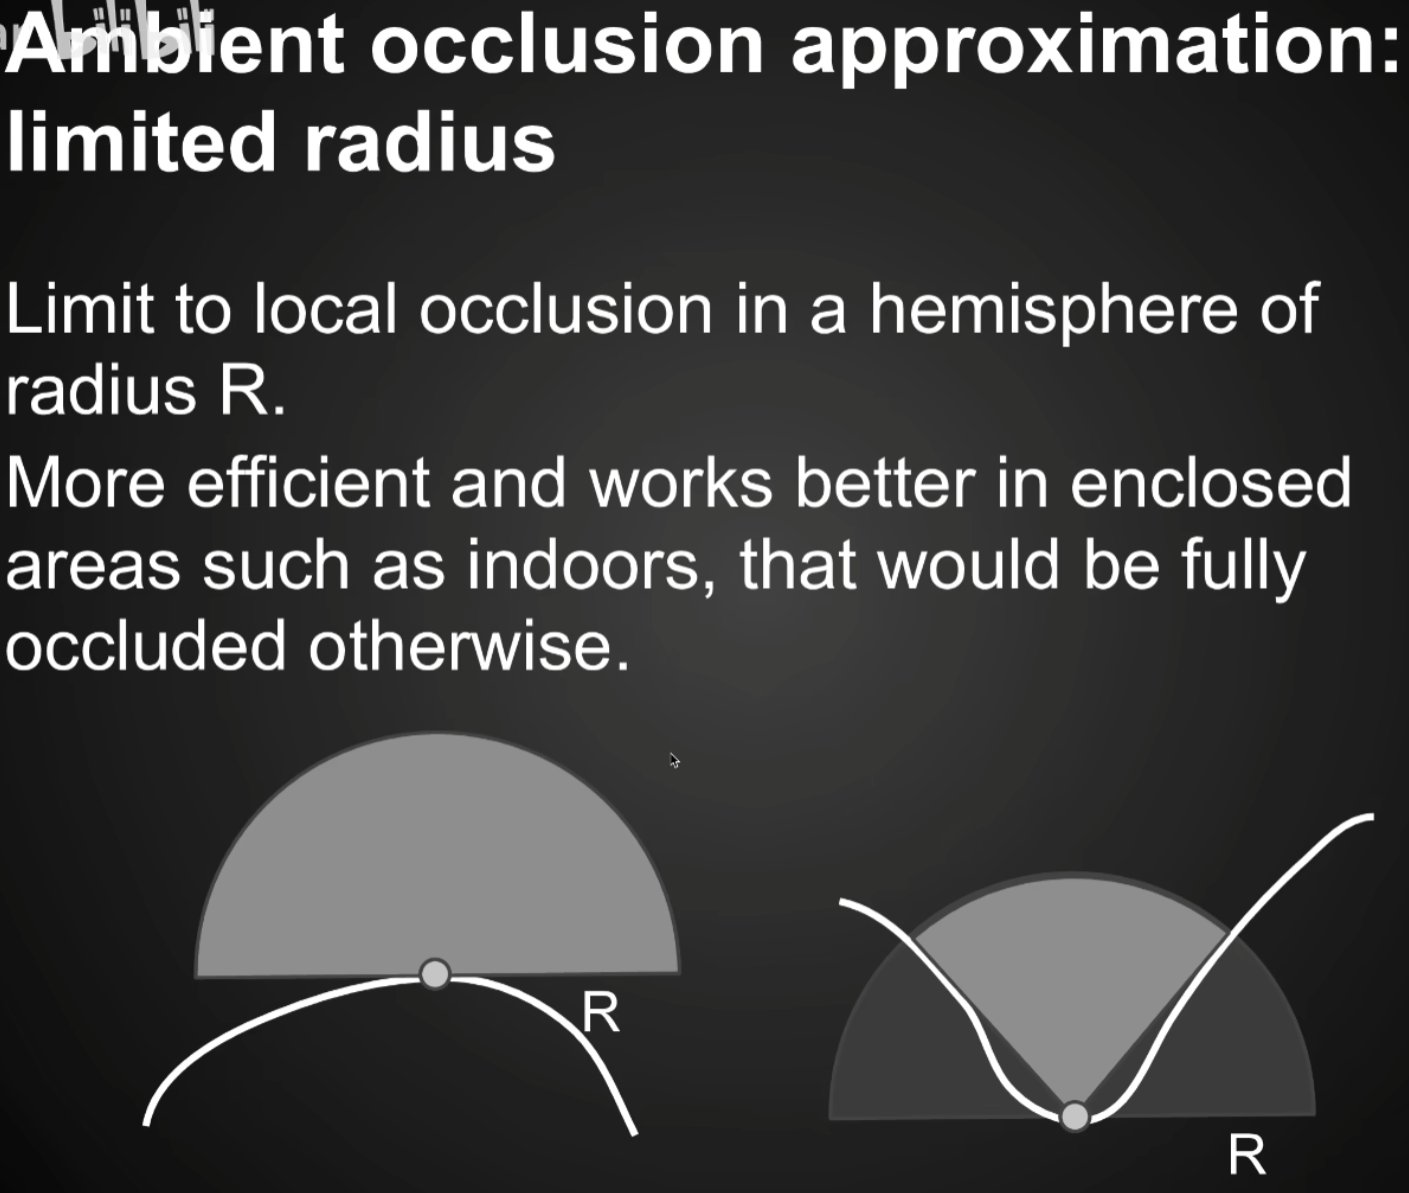 Ambient occlusion approximation:
limited radius
Limit to local occlusion in a hemisphere of
radius R.
More efficient and works better in enclosed
areas such as indoors, that would be fully
occluded otherwise.
R
R